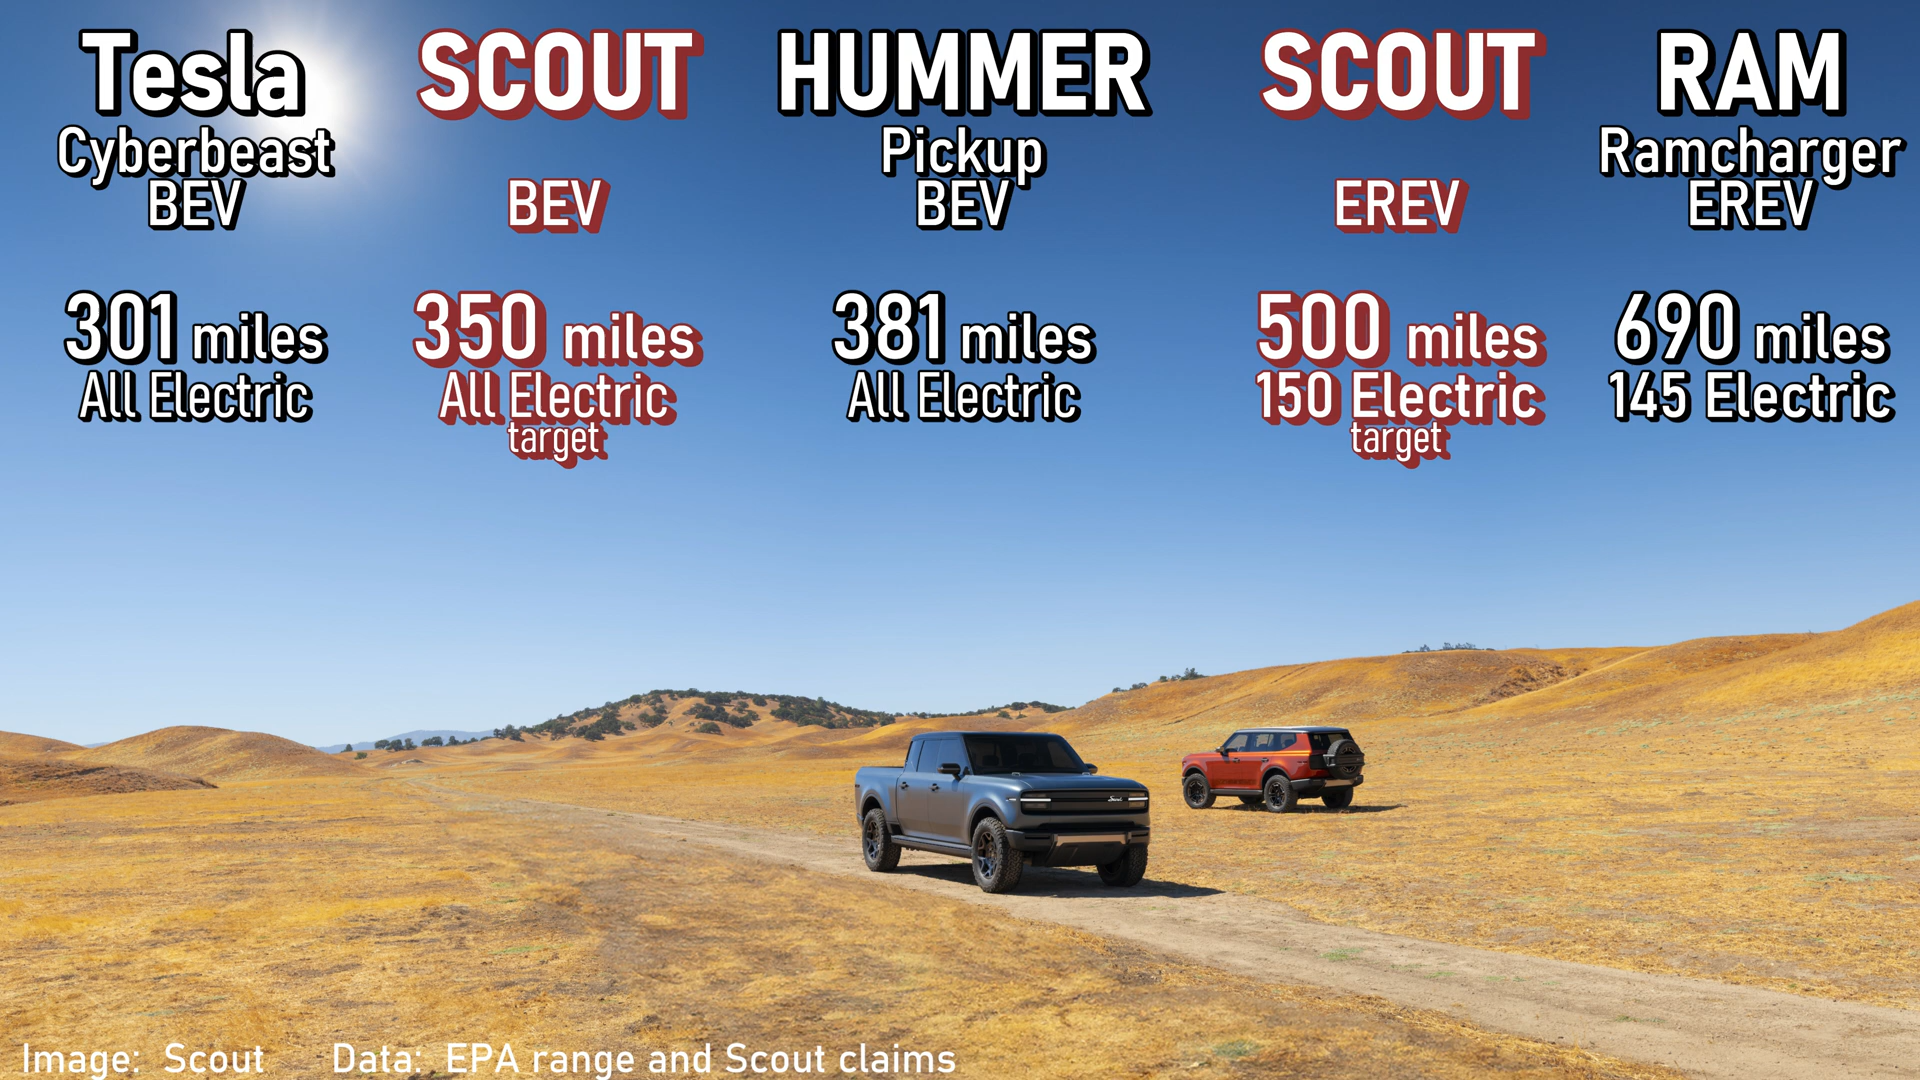 Tesla
Cyberbeast
BEV
301 miles
All Electric
SCOUT
BEV
350 miles
All Electric
target
HUMMER
Pickup
BEV
381 miles
All Electric
SCOUT
EREV
500 miles
150 Electric
target
RAM
Ramcharger
EREV
690 miles
145 Electric
Scout
Image: Scout Data: EPA range and Scout claims